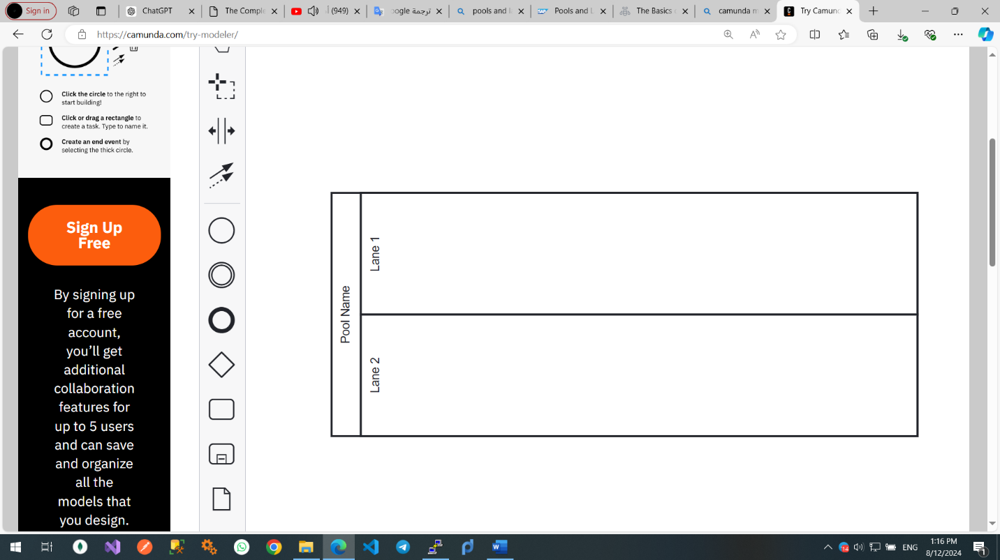 Sign in
ChatGPT
The Comple
(949)
ترجمة oogle
pools and l
Pools and L
The Basics
camunda m
Try Camunc
https://camunda.com/try-modeler/
Click the circle to the right to
start building!
Click or drag a rectangle to
create a task. Type to name it.
Create an end event by
selecting the thick circle.
Sign Up
Free
By signing up
for a free
account,
you’ll get
additional
collaboration
features for
up to 5 users
and can save
and organize
all the
models that
you design.
Pool Name
Lane 1
Lane 2
14
ENG
1:16 PM
8/12/2024
1